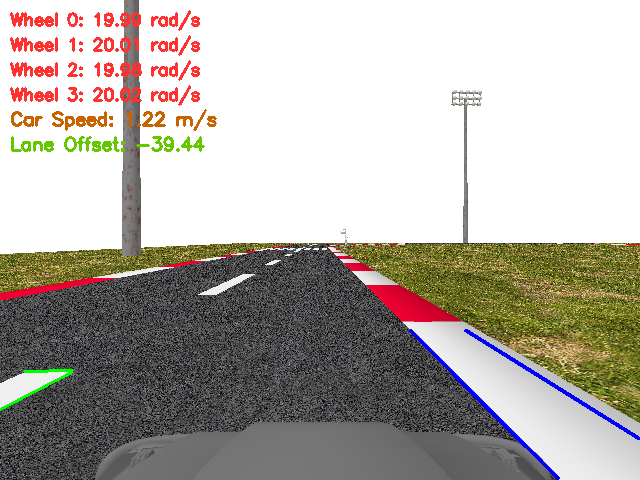 Wheel 0: 19.99 rad/s
Wheel 1: 20.01 rad/s
Wheel 2: 19.98 rad/s
Wheel 3: 20.02 rad/s
Car Speed: 1.22 m/s
Lane Offset: -39.44